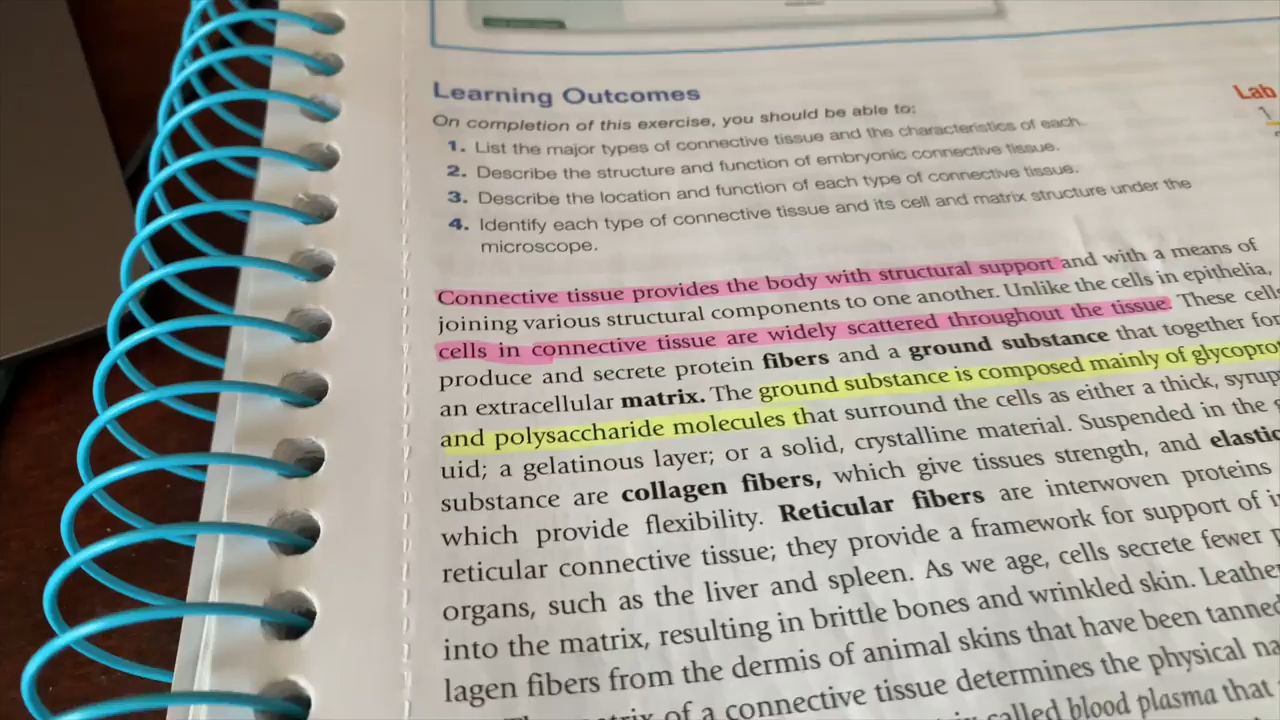 Learning Outcomes
On completion of this exercise, you should be able to:
1. List the major types of connective tissue and the characteristics of each.
2. Describe the structure and function of embryonic connective tissue.
3. Describe the location and function of each type of connective tissue.
4. Identify each type of connective tissue and its cell and matrix structure under the
microscope.
Lab
1
Connective tissue provides the body with structural support and with a means of
joining various structural components to one another. Unlike the cells in epithelia,
cells in connective tissue are widely scattered throughout the tissue. These cells
produce and secrete protein fibers and a ground substance that together for
an extracellular matrix. The ground substance is composed mainly of glycopro
and polysaccharide molecules that surround the cells as either a thick, syrup
uid; a gelatinous layer; or a solid, crystalline material. Suspended in the
substance are collagen fibers, which give tissues strength, and elastic
which provide flexibility. Reticular fibers are interwoven proteins
reticular connective tissue; they provide a framework for support of
organs, such as the liver and spleen. As we age, cells secrete fewer
into the matrix, resulting in brittle bones and wrinkled skin. Leather
lagen fibers from the dermis of animal skins that have been tanned
of a connective tissue determines the physical na
called blood plasma that